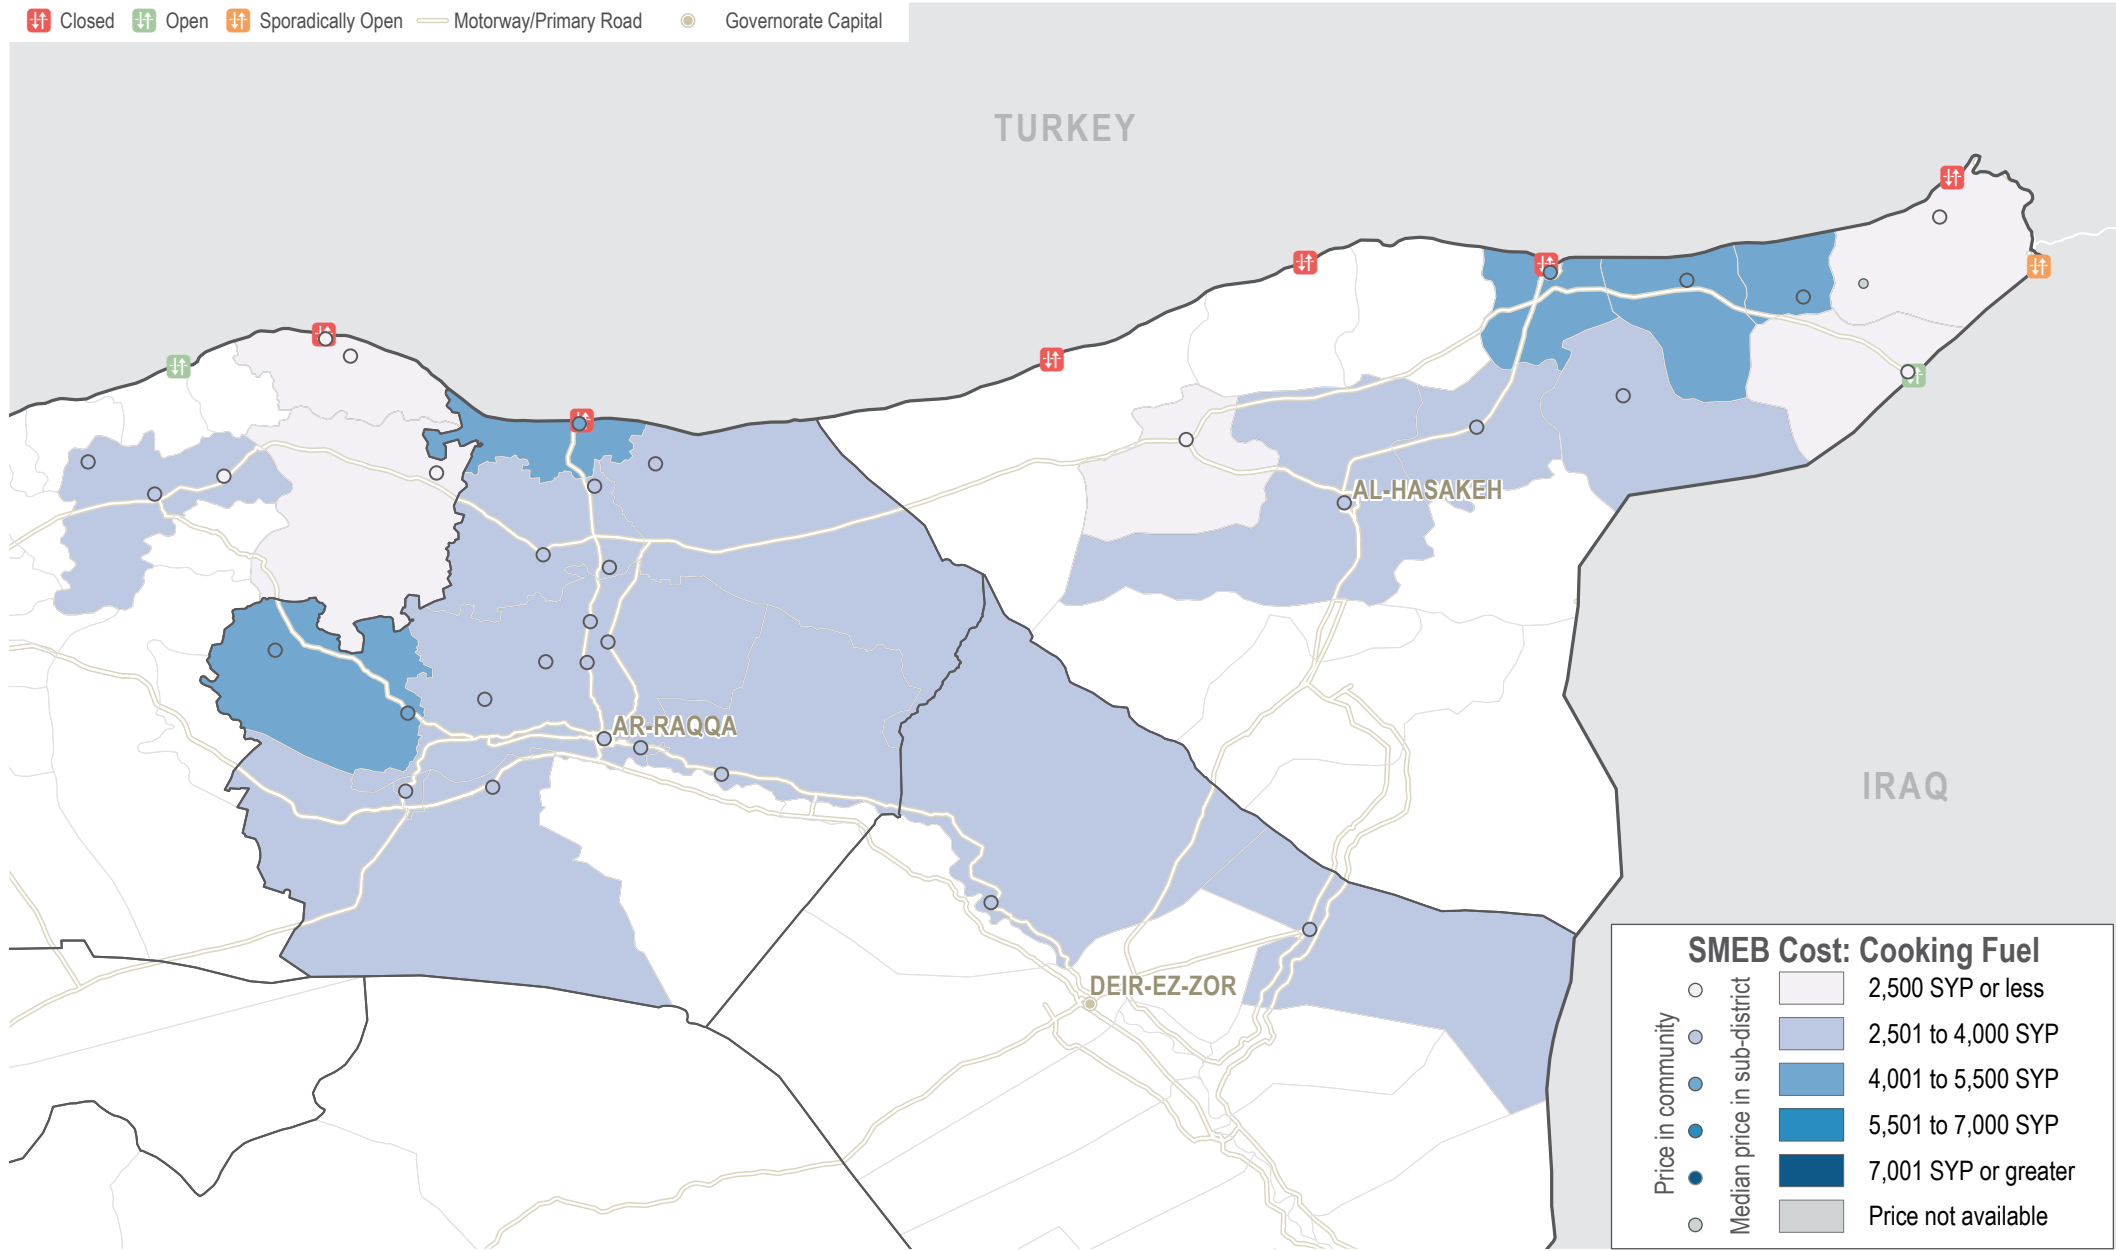 Closed Open Sporadically Open Motorway/Primary Road Governorate Capital
TURKEY
AL-HASAKEH
AR-RAQQA
IRAQ
DEIR-EZ-ZOR
SMEB Cost: Cooking Fuel
Price in community
Median price in sub-district
2,500 SYP or less
2,501 to 4,000 SYP
4,001 to 5,500 SYP
5,501 to 7,000 SYP
7,001 SYP or greater
Price not available